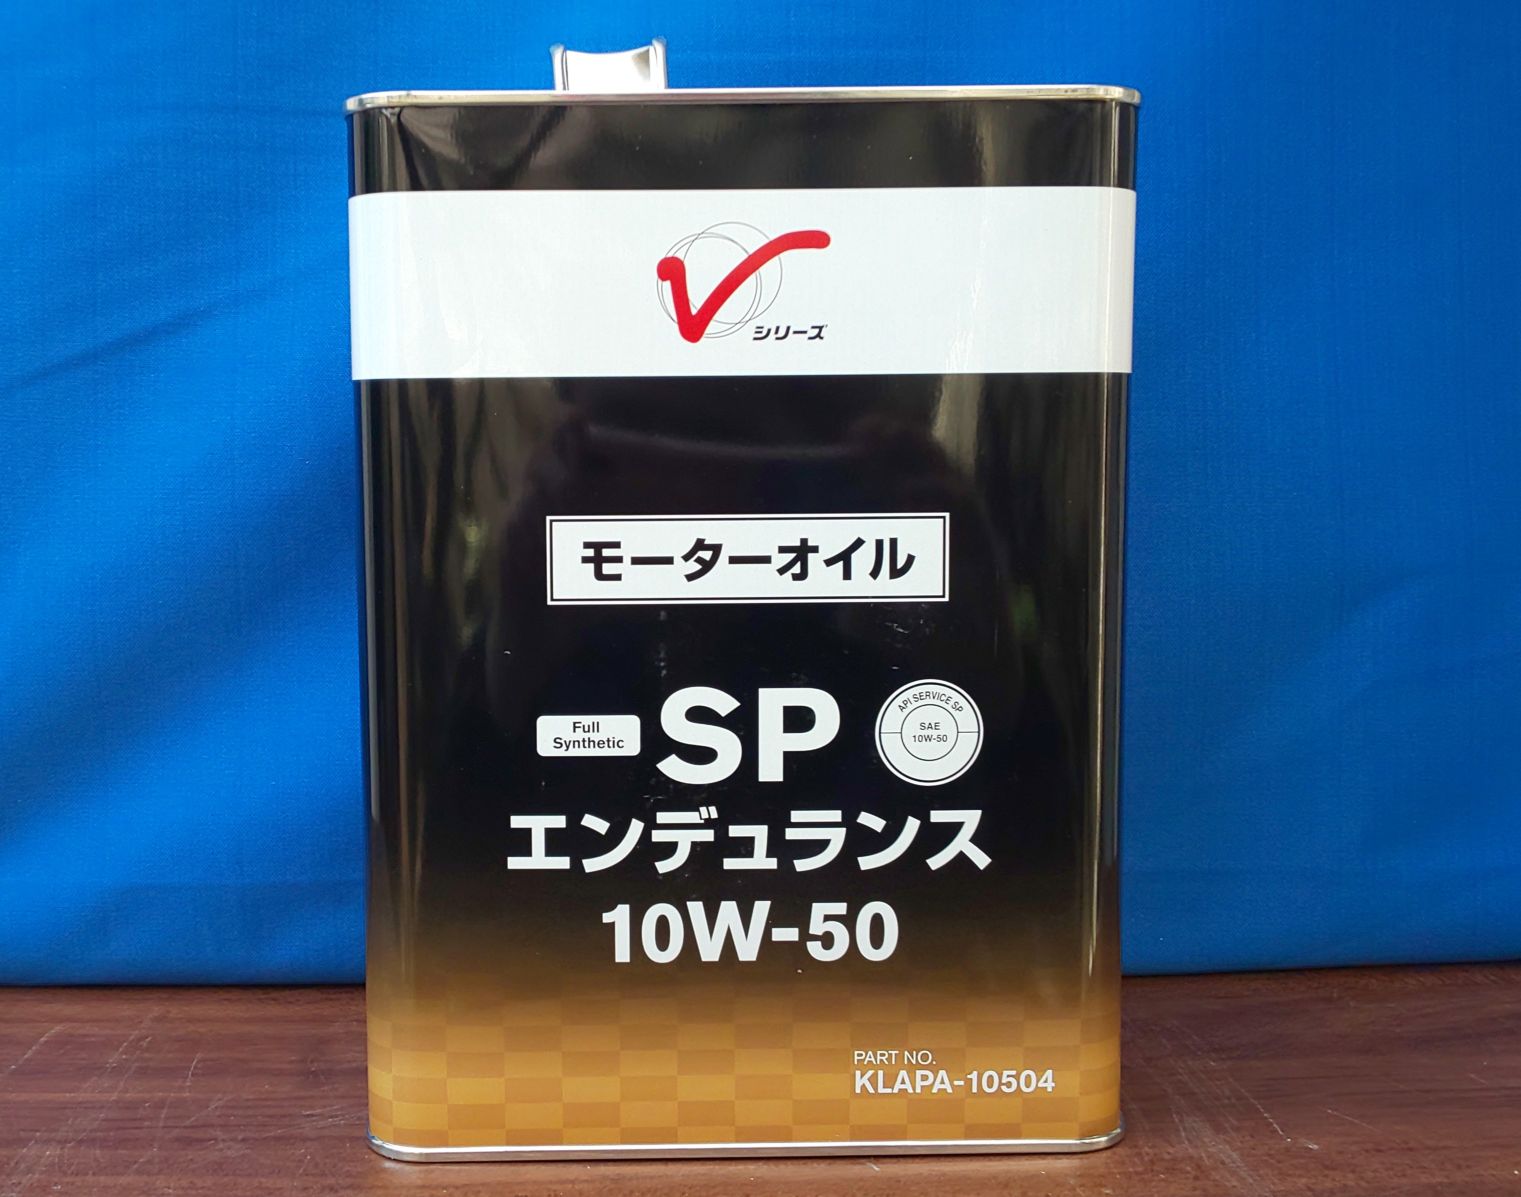 V
シリーズ
モーターオイル
Full
Synthetic
SP
API SERVICE SP
SAE
10W-50
エンデュランス
10W-50
PART NO.
KLAPA-10504